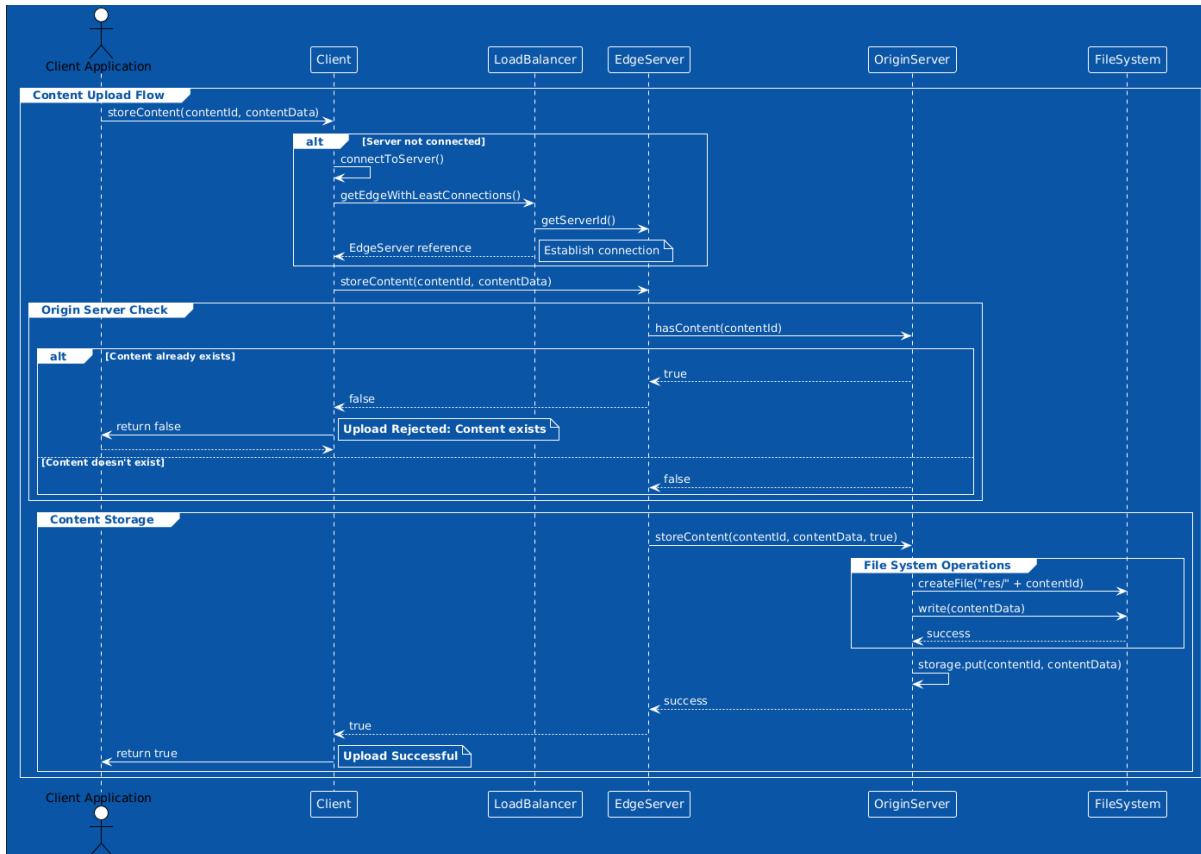 Client Application
Client
LoadBalancer
EdgeServer
OriginServer
FileSystem
Content Upload Flow
storeContent(contentId, contentData)
alt
[Server not connected]
connectToServer()
getEdgeWithLeastConnections()
getServerId()
EdgeServer reference
Establish connection
storeContent(contentId, contentData)
Origin Server Check
hasContent(contentId)
alt
[Content already exists]
true
false
return false
Upload Rejected: Content exists
[Content doesn't exist]
false
Content Storage
storeContent(contentId, contentData, true)
File System Operations
createFile("res/" + contentId)
write(contentData)
success
storage.put(contentId, contentData)
success
true
return true
Upload Successful
Client Application
Client
LoadBalancer
EdgeServer
OriginServer
FileSystem